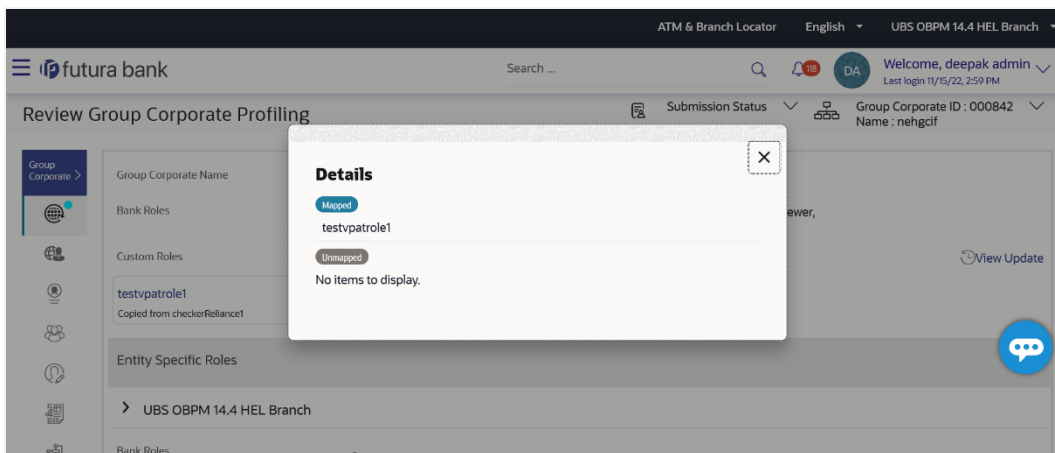 ATM & Branch Locator English UBS OBPM 14.4 HEL Branch
futura bank Search ... 118 DA Welcome, deepak admin
Last login 11/15/22, 2:59 PM
Review Group Corporate Profiling Submission Status Group Corporate ID : 000842
Name : nehgcif
Group
Corporate
Group Corporate Name
Bank Roles ewer,
Custom Roles View Update
testvpatrole1
Copied from checkerReliance1
Details
Mapped
testvpatrole1
Unmapped
No items to display.
Entity Specific Roles
UBS OBPM 14.4 HEL Branch
Bank Roles